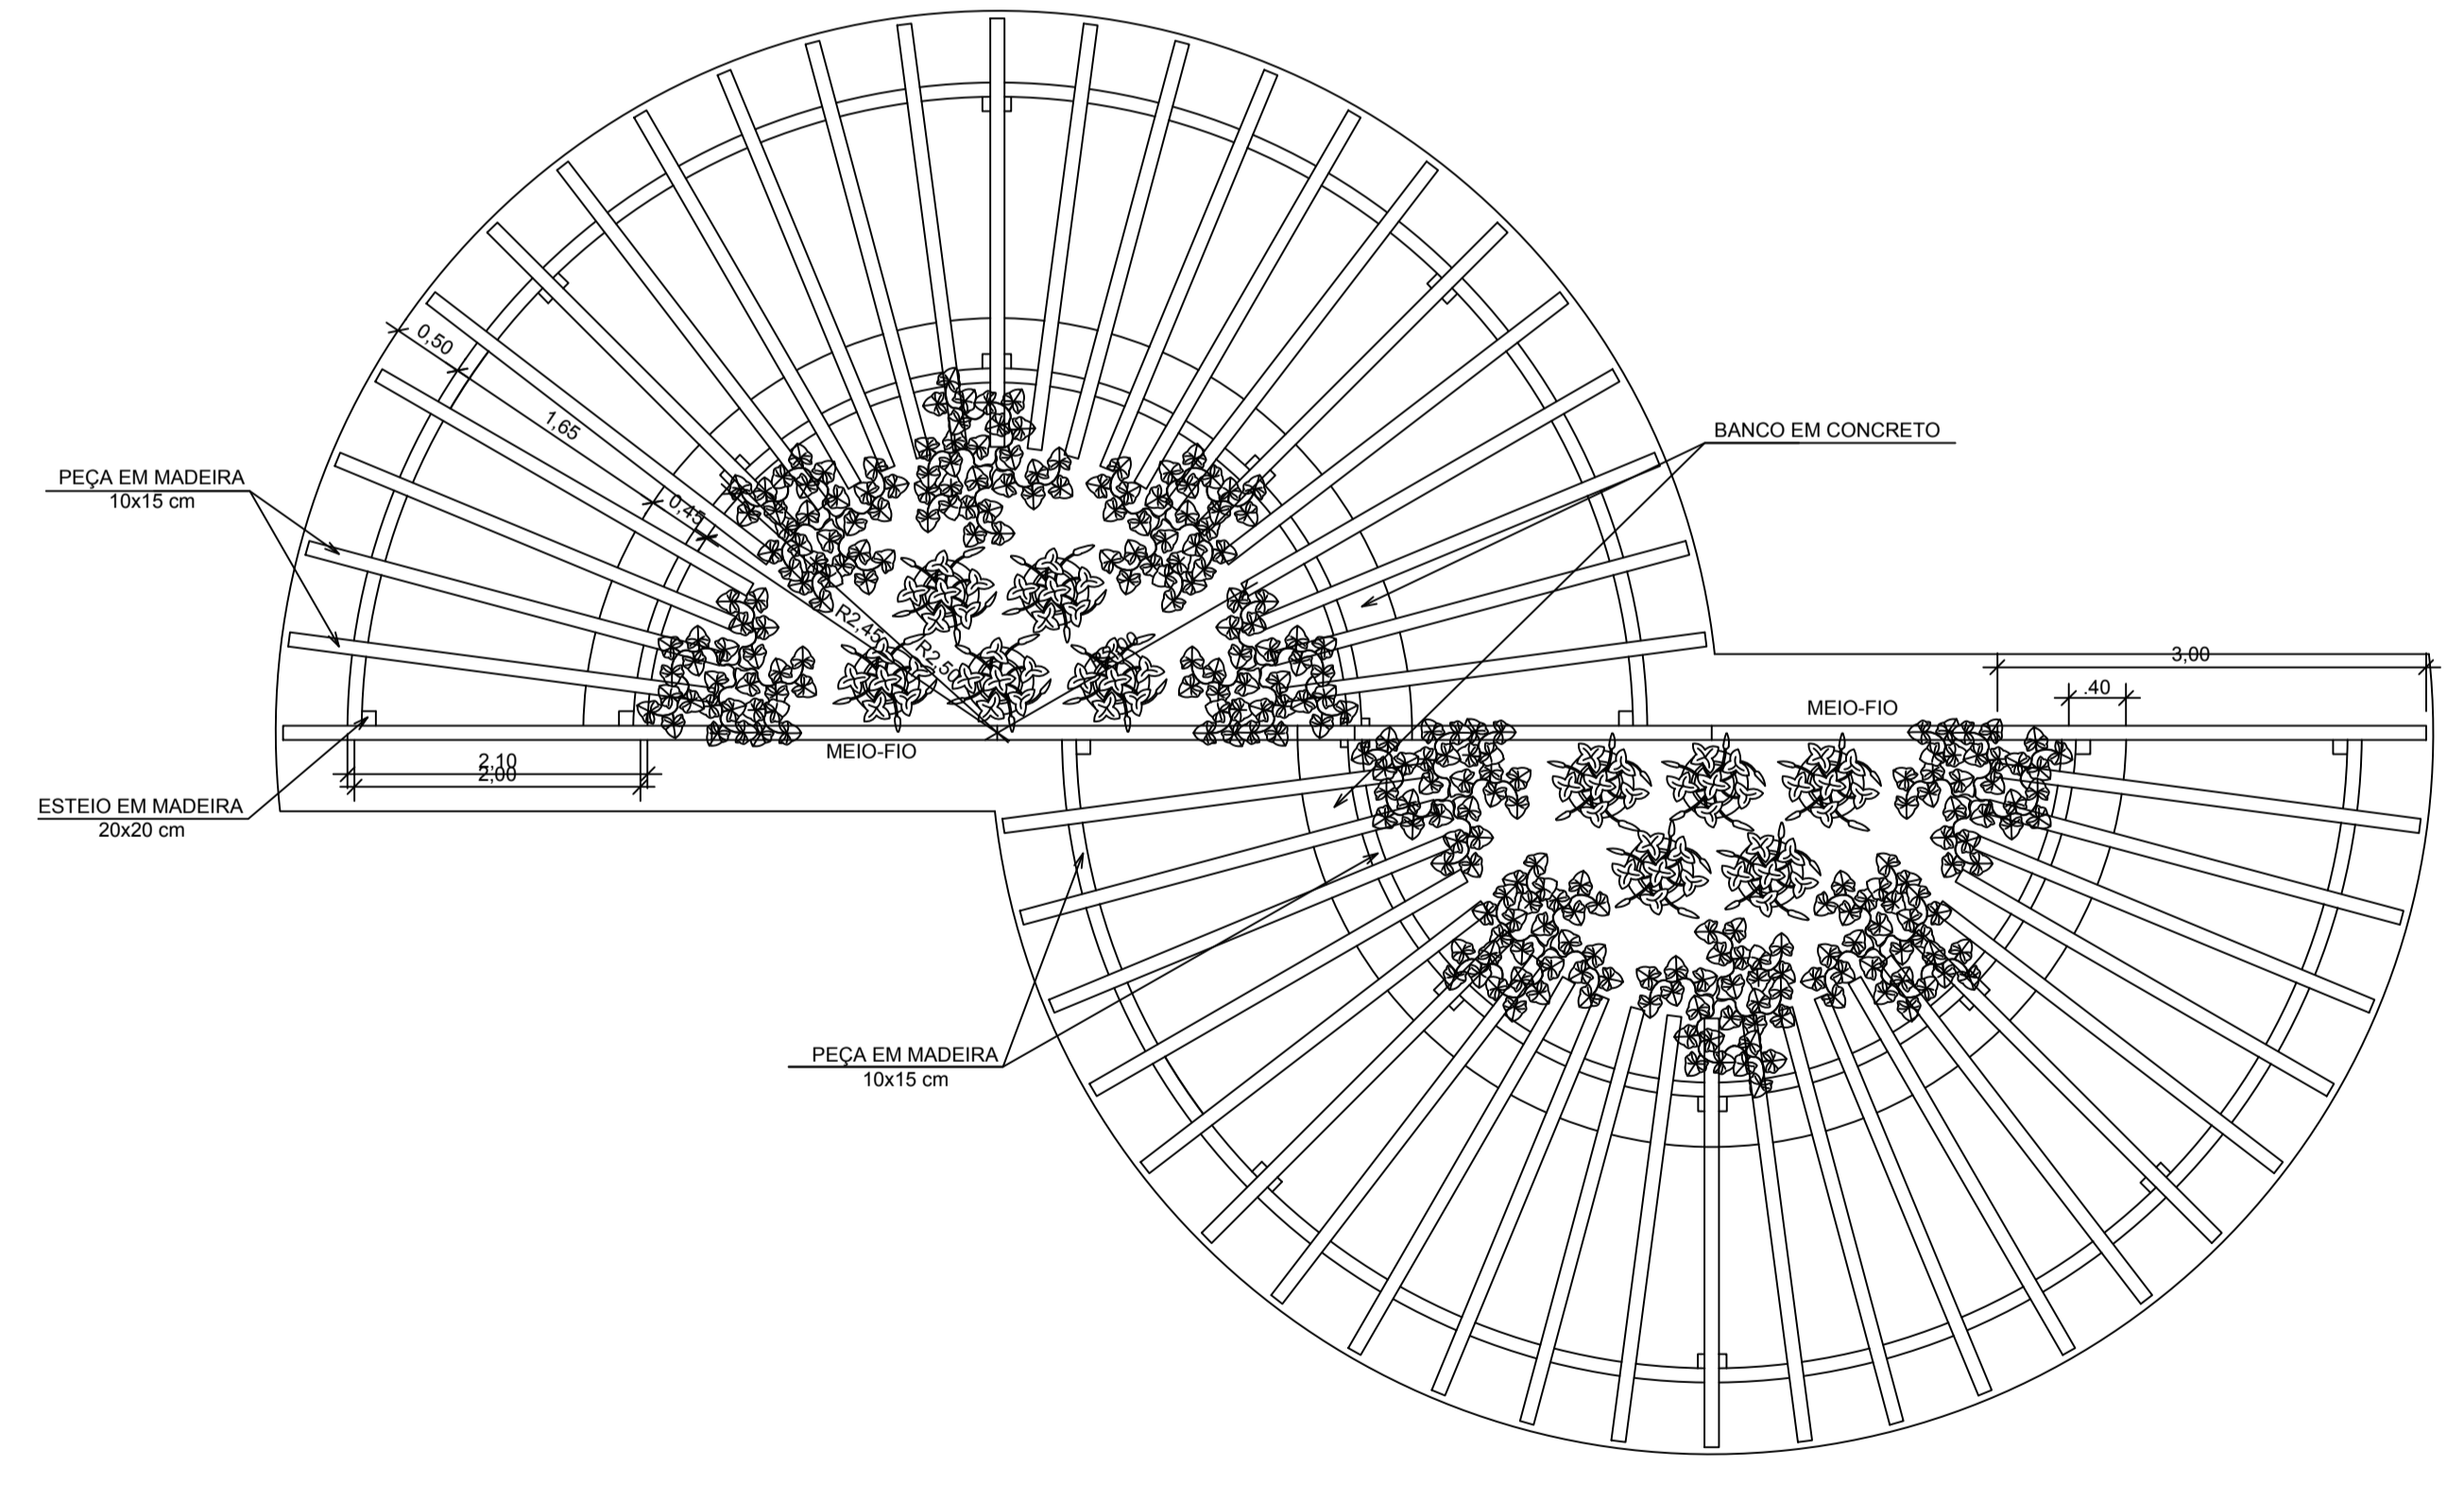 0,50
1,65
BANCO EM CONCRETO
PEÇA EM MADEIRA
10x15 cm
0,45
R2,45
R2,50
3,00
.40
MEIO-FIO
MEIO-FIO
2,10
2,00
ESTEIO EM MADEIRA
20x20 cm
PEÇA EM MADEIRA
10x15 cm